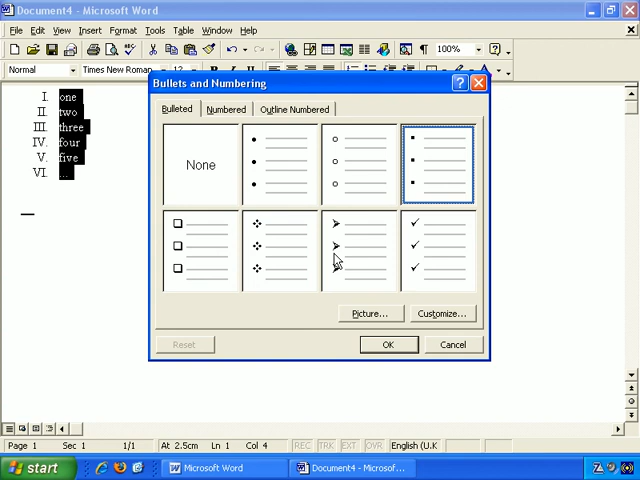 Document4 - Microsoft Word
File Edit View Insert Format Tools Table Window Help
100%
Normal Times New Roman
Bullets and Numbering
Bulleted Numbered Outline Numbered
None
Picture... Customize...
Reset OK Cancel
I. one
II. two
III. three
IV. four
V. five
VI. ...
Page 1 Sec 1 1/1 At 2.5cm Ln 1 Col 4 REC TRK EXT OVR English (U.K
start Microsoft Word Document4 - Microsof...